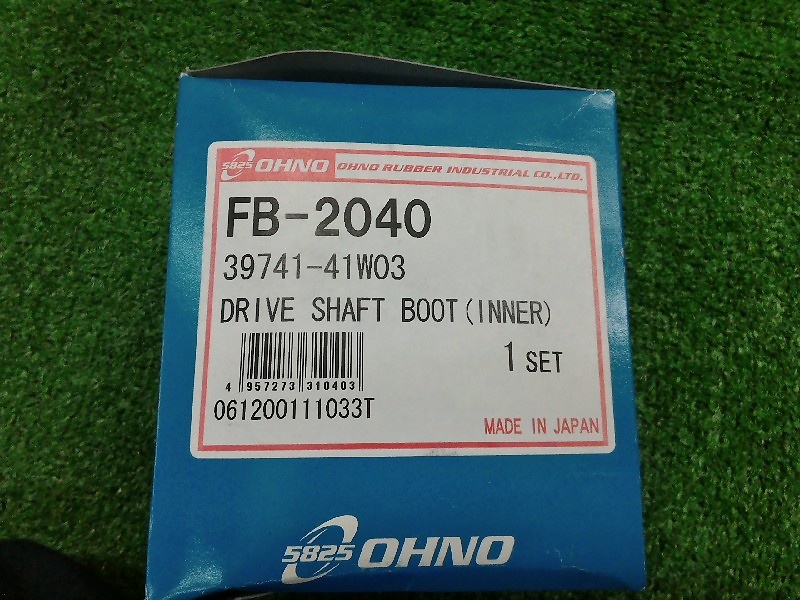 5825 OHNO OHNO RUBBER INDUSTRIAL CO.,LTD.
FB-2040
39741-41W03
DRIVE SHAFT BOOT(INNER)
1 SET
4 957273 310403
061200111033T
MADE IN JAPAN
5825 OHNO